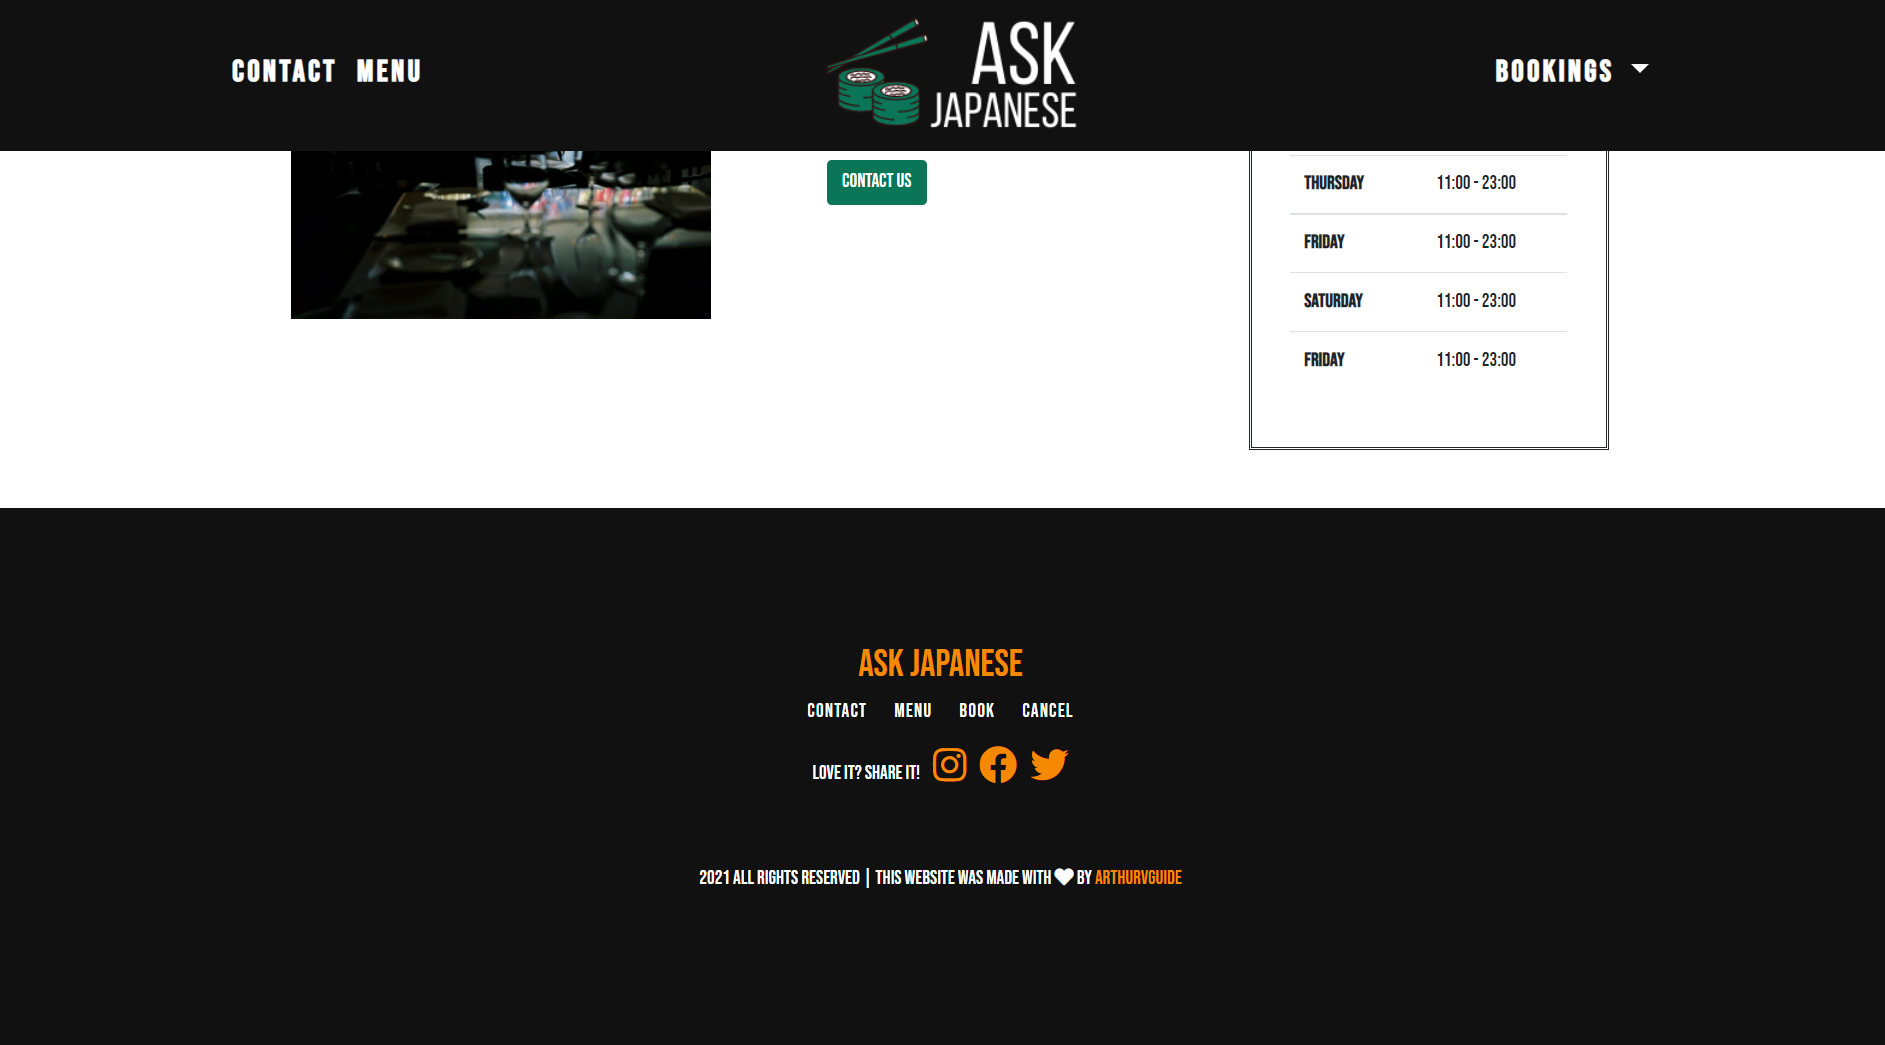 CONTACT MENU
ASK
JAPANESE
BOOKINGS
CONTACT US
THURSDAY 11:00 - 23:00
FRIDAY 11:00 - 23:00
SATURDAY 11:00 - 23:00
FRIDAY 11:00 - 23:00
ASK JAPANESE
CONTACT MENU BOOK CANCEL
LOVE IT? SHARE IT!
2021 ALL RIGHTS RESERVED | THIS WEBSITE WAS MADE WITH BY ARTHURVGUIDE